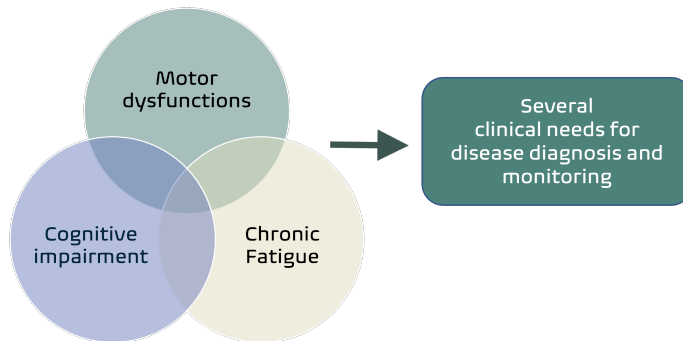 Motor
dysfunctions
Cognitive
impairment
Chronic
Fatigue
Several
clinical needs for
disease diagnosis and
monitoring